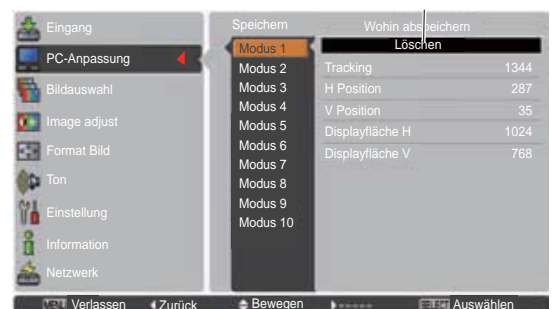 Eingang
PC-Anpassung
Bildauswahl
Image adjust
Format Bild
Ton
Einstellung
Information
Netzwerk
Speichern
Modus 1
Modus 2
Modus 3
Modus 4
Modus 5
Modus 6
Modus 7
Modus 8
Modus 9
Modus 10
Wohin abspeichern
Löschen
Tracking 1344
H Position 287
V Position 35
Displayfläche H 1024
Displayfläche V 768
MENU Verlassen Zurück Bewegen ----- SELECT Auswählen